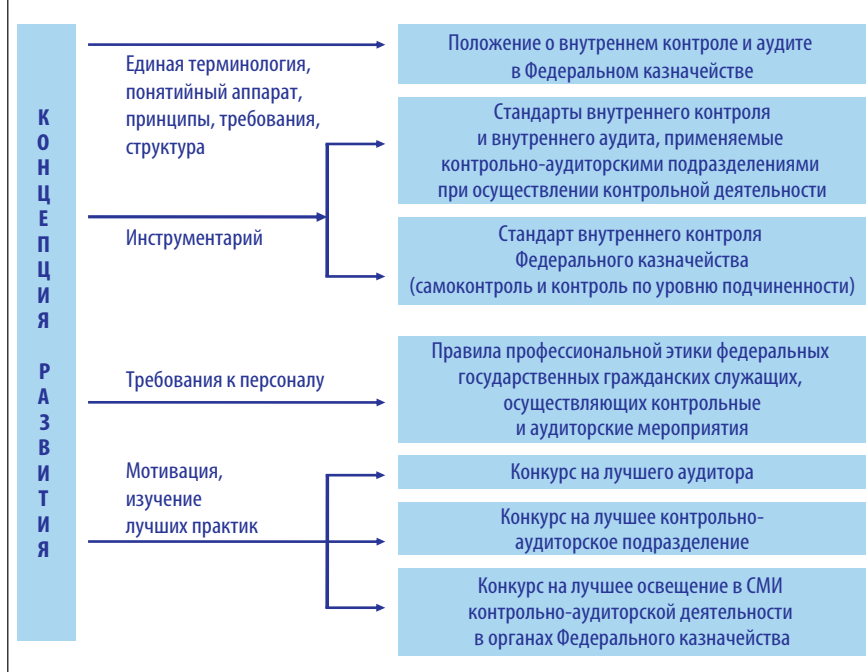 КОНЦЕПЦИЯ РАЗВИТИЯ
Единая терминология,
понятийный аппарат,
принципы, требования,
структура
Положение о внутреннем контроле и аудите
в Федеральном казначействе
Инструментарий
Стандарты внутреннего контроля
и внутреннего аудита, применяемые
контрольно-аудиторскими подразделениями
при осуществлении контрольной деятельности
Стандарт внутреннего контроля
Федерального казначейства
(самоконтроль и контроль по уровню подчиненности)
Требования к персоналу
Правила профессиональной этики федеральных
государственных гражданских служащих,
осуществляющих контрольные
и аудиторские мероприятия
Мотивация,
изучение
лучших практик
Конкурс на лучшего аудитора
Конкурс на лучшее контрольно-
аудиторское подразделение
Конкурс на лучшее освещение в СМИ
контрольно-аудиторской деятельности
в органах Федерального казначейства